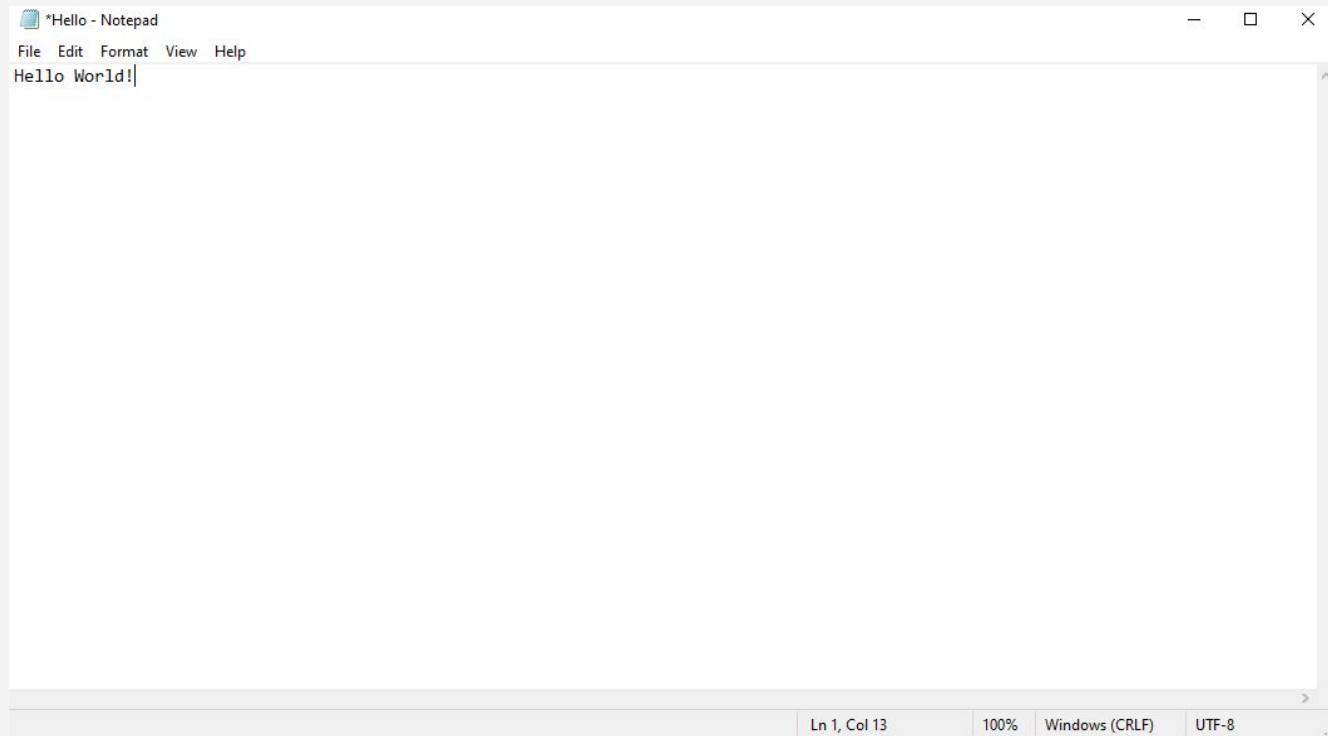 *Hello - Notepad
File Edit Format View Help
Hello World!
Ln 1, Col 13 100% Windows (CRLF) UTF-8